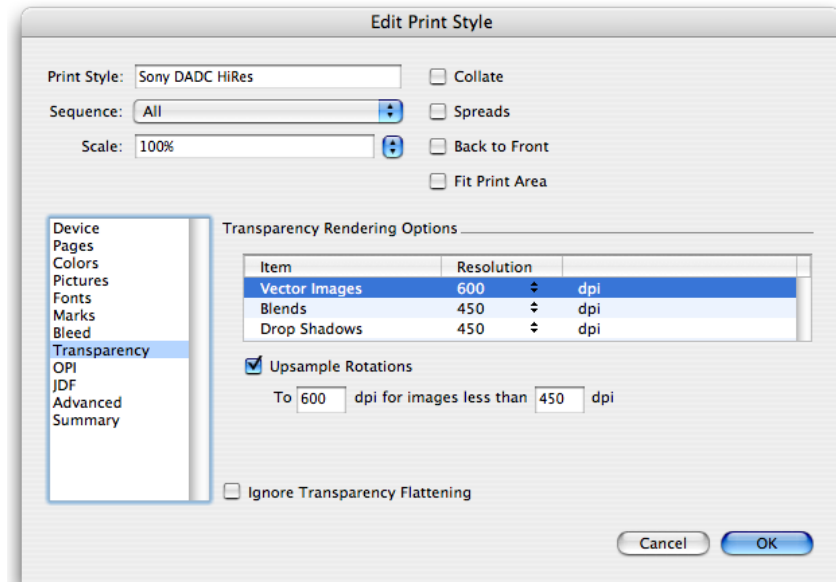 Edit Print Style
Print Style: Sony DADC HiRes
Collate
Sequence: All
Spreads
Scale: 100%
Back to Front
Fit Print Area
Device
Pages
Colors
Pictures
Fonts
Marks
Bleed
Transparency
OPI
JDF
Advanced
Summary
Transparency Rendering Options
Item Resolution
Vector Images 600 dpi
Blends 450 dpi
Drop Shadows 450 dpi
Upsample Rotations
To 600 dpi for images less than 450 dpi
Ignore Transparency Flattening
Cancel OK